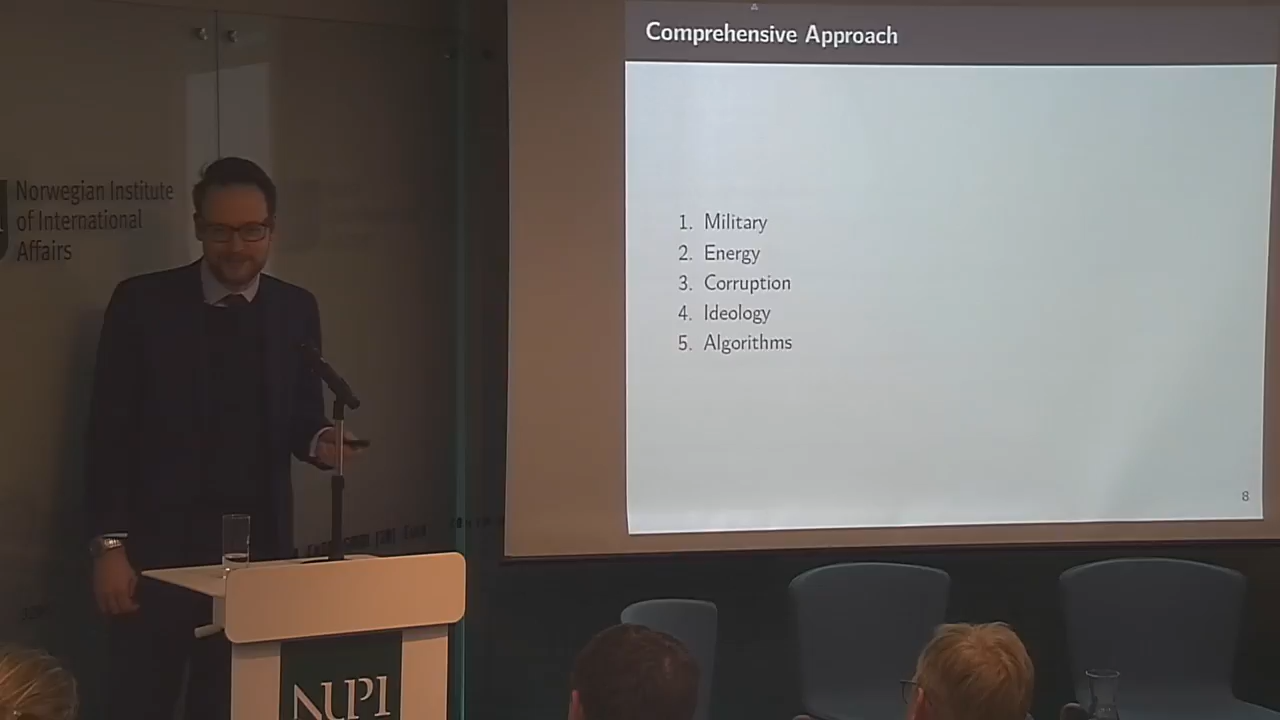 Comprehensive Approach
Norwegian Institute
of International
Affairs
1. Military
2. Energy
3. Corruption
4. Ideology
5. Algorithms
8
NUPI